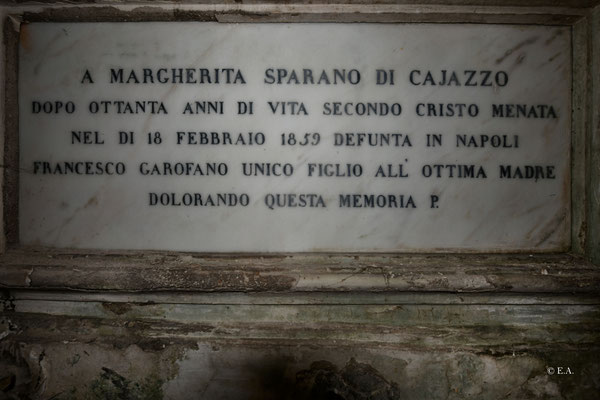 A MARGHERITA SPARANO DI CAJAZZO
DOPO OTTANTA ANNI DI VITA SECONDO CRISTO MENATA
NEL DI 18 FEBBRAIO 1859 DEFUNTA IN NAPOLI
FRANCESCO GAROFANO UNICO FIGLIO ALL' OTTIMA MADRE
DOLORANDO QUESTA MEMORIA P.
© E.A.